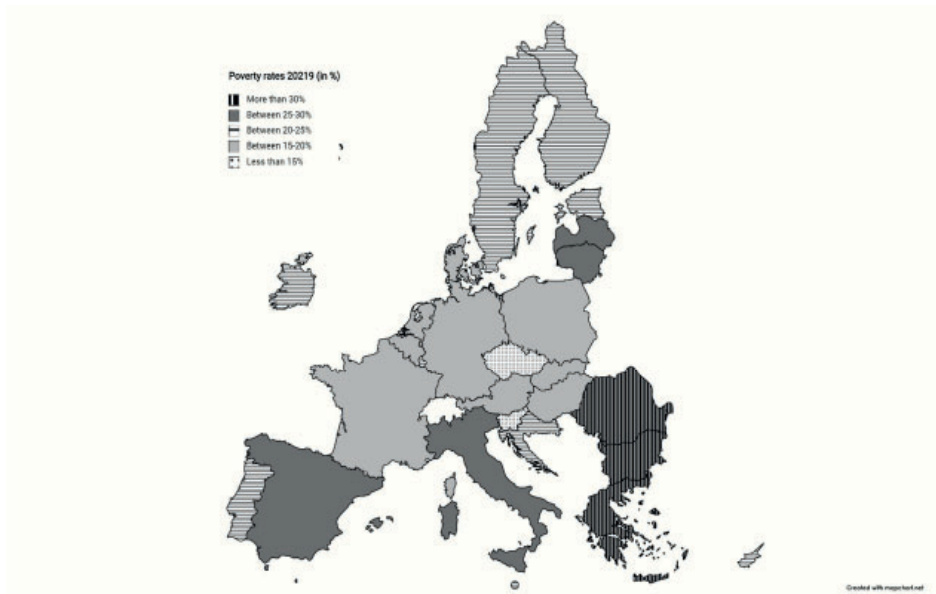 Poverty rates 20219 (in %)
More than 30%
Between 25-30%
Between 20-25%
Between 15-20%
Less than 15%
Created with mapchart.net